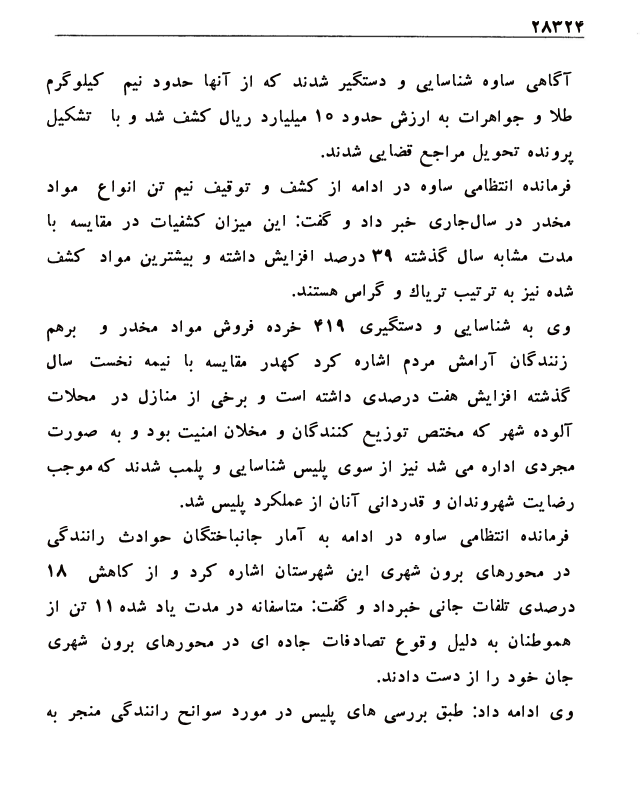 ۲۸۳۲۴
آگاهی ساوه شناسایی و دستگیر شدند که از آنها حدود نیم کیلوگرم
طلا و جواهرات به ارزش حدود ۱۵ میلیارد ریال کشف شد و با تشکیل
پرونده تحویل مراجع قضایی شدند.
فرمانده انتظامی ساوه در ادامه از کشف و توقیف نیم تن انواع مواد
مخدر در سال‌جاری خبر داد و گفت: این میزان کشفیات در مقایسه با
مدت مشابه سال گذشته ۳۹ درصد افزایش داشته و بیشترین مواد کشف
شده نیز به ترتیب تریاك و گراس هستند.
وی به شناسایی و دستگیری ۴۱۹ خرده فروش مواد مخدر و برهم
زنندگان آرامش مردم اشاره کرد کهدر مقایسه با نیمه نخست سال
گذشته افزایش هفت درصدی داشته است و برخی از منازل در محلات
آلوده شهر که مختص توزیع کنندگان و مخلان امنیت بود و به صورت
مجردی اداره می شد نیز از سوی پلیس شناسایی و پلمب شدند که موجب
رضایت شهروندان و قدردانی آنان از عملکرد پلیس شد.
فرمانده انتظامی ساوه در ادامه به آمار جانباختگان حوادث رانندگی
در محورهای برون شهری این شهرستان اشاره کرد و از کاهش ۱۸
درصدی تلفات جانی خبرداد و گفت: متاسفانه در مدت یاد شده ۱۱ تن از
هموطنان به دلیل وقوع تصادفات جاده ای در محورهای برون شهری
جان خود را از دست دادند.
وی ادامه داد: طبق بررسی های پلیس در مورد سوانح رانندگی منجر به